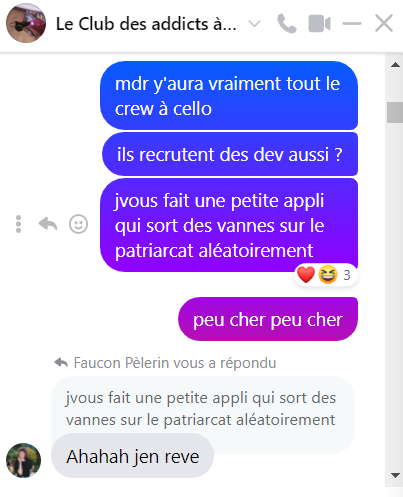 Le Club des addicts à...
mdr y'aura vraiment tout le
crew à cello
ils recrutent des dev aussi ?
jvous fait une petite appli
qui sort des vannes sur le
patriarcat aléatoirement
3
peu cher peu cher
Faucon Pèlerin vous a répondu
jvous fait une petite appli qui sort des
vannes sur le patriarcat aléatoirement
Ahahah jen reve